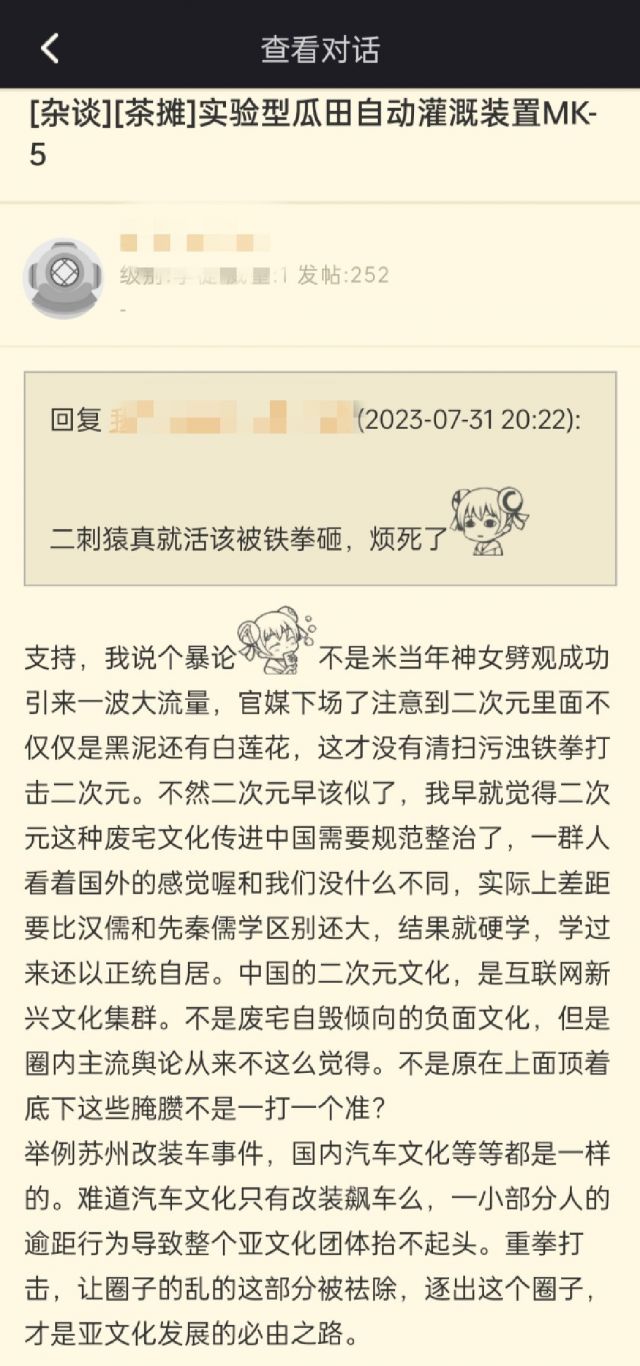 查看对话
[杂谈][茶摊]实验型瓜田自动灌溉装置MK-
5
级别: :1 发帖:252
-
回复 (2023-07-31 20:22):
二刺猿真就活该被铁拳砸，烦死了
支持，我说个暴论 不是米当年神女劈观成功
引来一波大流量，官媒下场了注意到二次元里面不
仅仅是黑泥还有白莲花，这才没有清扫污浊铁拳打
击二次元。不然二次元早该似了，我早就觉得二次
元这种废宅文化传进中国需要规范整治了，一群人
看着国外的感觉喔和我们没什么不同，实际上差距
要比汉儒和先秦儒学区别还大，结果就硬学，学过
来还以正统自居。中国的二次元文化，是互联网新
兴文化集群。不是废宅自毁倾向的负面文化，但是
圈内主流舆论从来不这么觉得。不是原在上面顶着
底下这些腌臜不是一打一个准？
举例苏州改装车事件，国内汽车文化等等都是一样
的。难道汽车文化只有改装飙车么，一小部分人的
逾距行为导致整个亚文化团体抬不起头。重拳打
击，让圈子的乱的这部分被祛除，逐出这个圈子，
才是亚文化发展的必由之路。